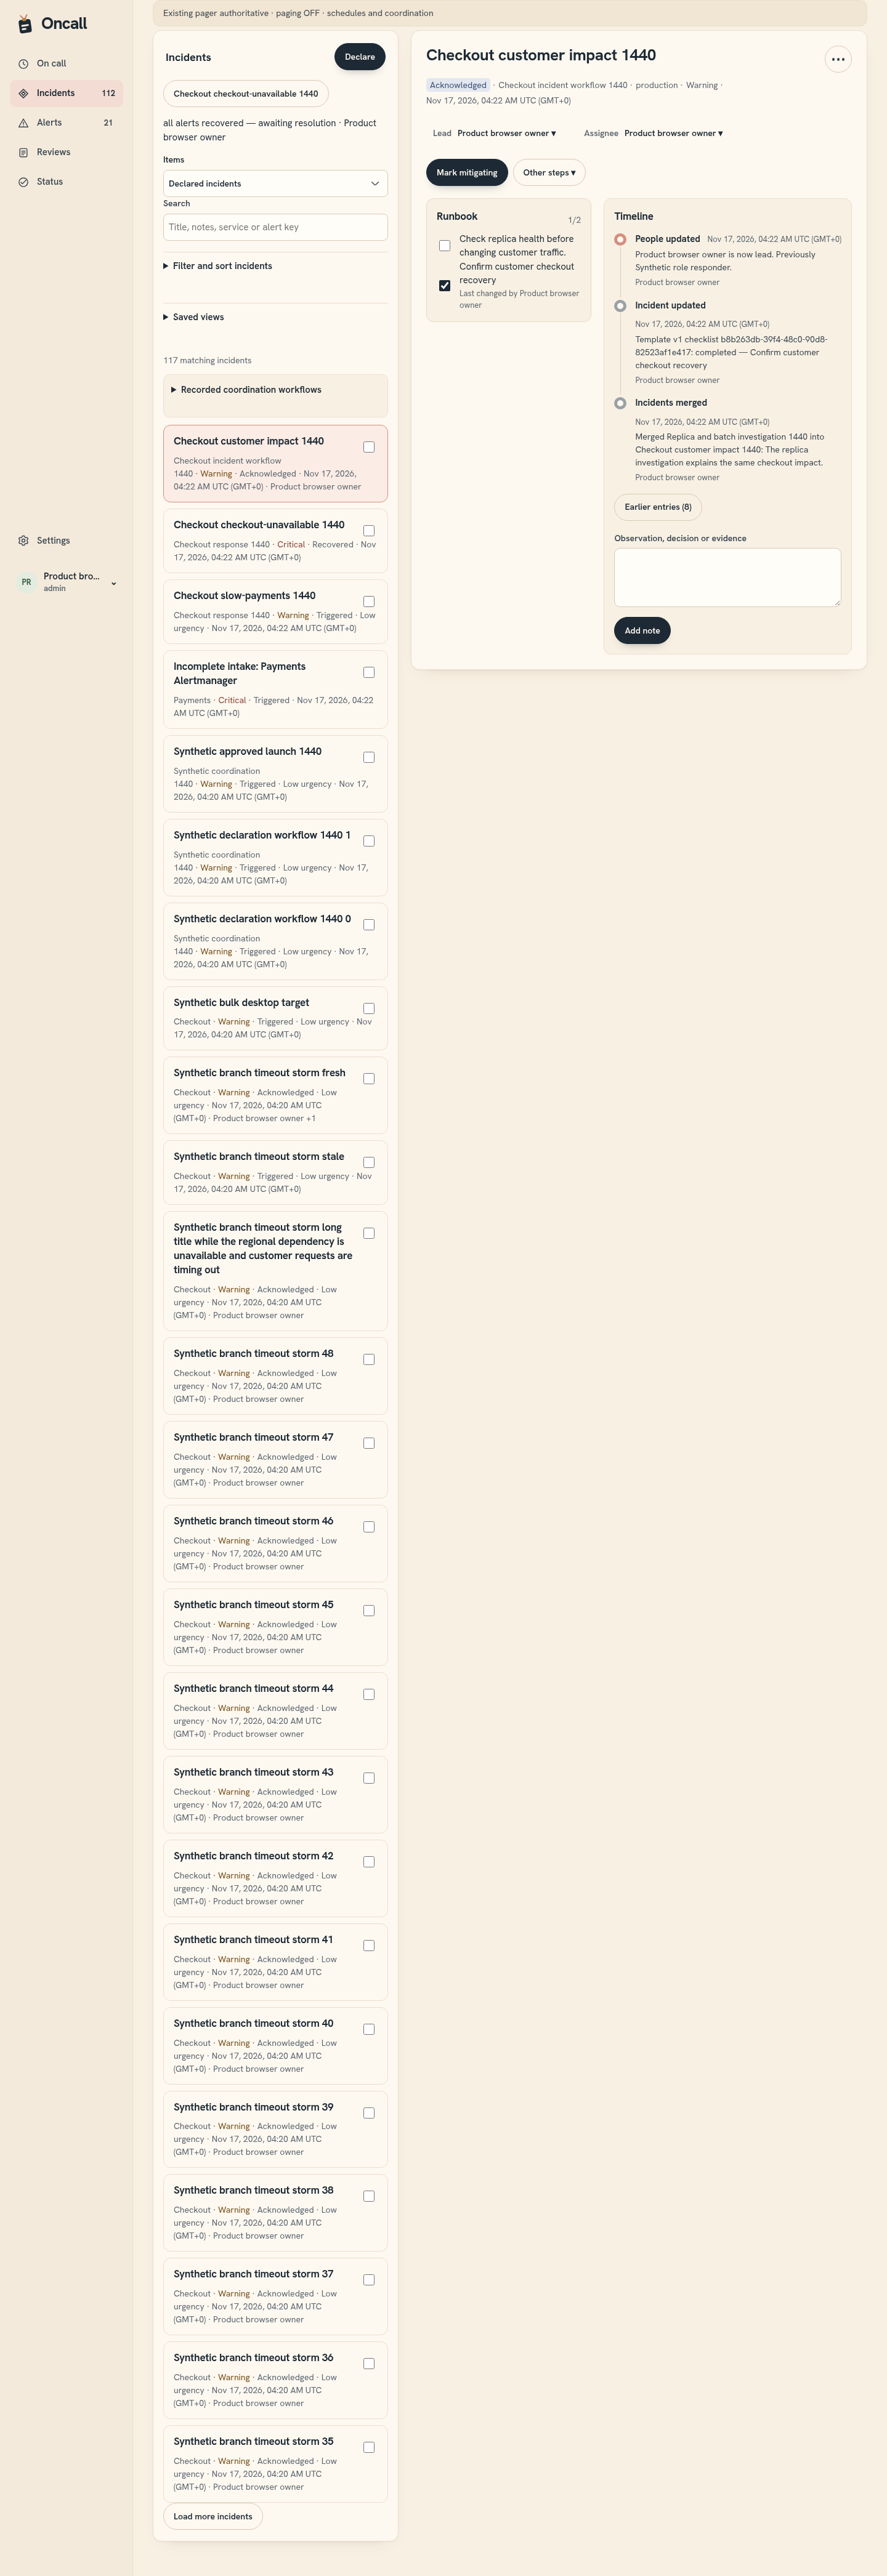 Oncall
On call
Incidents 112
Alerts 21
Reviews
Status
Settings
PR
Product bro...
admin
Existing pager authoritative · paging OFF · schedules and coordination
Incidents
Declare
Checkout checkout-unavailable 1440
all alerts recovered — awaiting resolution · Product
browser owner
Items
Declared incidents
Search
Title, notes, service or alert key
Filter and sort incidents
Saved views
117 matching incidents
Recorded coordination workflows
Checkout customer impact 1440
Checkout incident workflow
1440 · Warning · Acknowledged · Nov 17, 2026,
04:22 AM UTC (GMT+0) · Product browser owner
Checkout checkout-unavailable 1440
Checkout response 1440 · Critical · Recovered · Nov
17, 2026, 04:22 AM UTC (GMT+0)
Checkout slow-payments 1440
Checkout response 1440 · Warning · Triggered · Low
urgency · Nov 17, 2026, 04:22 AM UTC (GMT+0)
Incomplete intake: Payments
Alertmanager
Payments · Critical · Triggered · Nov 17, 2026, 04:22
AM UTC (GMT+0)
Synthetic approved launch 1440
Synthetic coordination
1440 · Warning · Triggered · Low urgency · Nov 17,
2026, 04:20 AM UTC (GMT+0)
Synthetic declaration workflow 1440 1
Synthetic coordination
1440 · Warning · Triggered · Low urgency · Nov 17,
2026, 04:20 AM UTC (GMT+0)
Synthetic declaration workflow 1440 0
Synthetic coordination
1440 · Warning · Triggered · Low urgency · Nov 17,
2026, 04:20 AM UTC (GMT+0)
Synthetic bulk desktop target
Checkout · Warning · Triggered · Low urgency · Nov
17, 2026, 04:20 AM UTC (GMT+0)
Synthetic branch timeout storm fresh
Checkout · Warning · Acknowledged · Low
urgency · Nov 17, 2026, 04:20 AM UTC
(GMT+0) · Product browser owner +1
Synthetic branch timeout storm stale
Checkout · Warning · Triggered · Low urgency · Nov
17, 2026, 04:20 AM UTC (GMT+0)
Synthetic branch timeout storm long
title while the regional dependency is
unavailable and customer requests are
timing out
Checkout · Warning · Acknowledged · Low
urgency · Nov 17, 2026, 04:20 AM UTC
(GMT+0) · Product browser owner
Synthetic branch timeout storm 48
Checkout · Warning · Acknowledged · Low
urgency · Nov 17, 2026, 04:20 AM UTC
(GMT+0) · Product browser owner
Synthetic branch timeout storm 47
Checkout · Warning · Acknowledged · Low
urgency · Nov 17, 2026, 04:20 AM UTC
(GMT+0) · Product browser owner
Synthetic branch timeout storm 46
Checkout · Warning · Acknowledged · Low
urgency · Nov 17, 2026, 04:20 AM UTC
(GMT+0) · Product browser owner
Synthetic branch timeout storm 45
Checkout · Warning · Acknowledged · Low
urgency · Nov 17, 2026, 04:20 AM UTC
(GMT+0) · Product browser owner
Synthetic branch timeout storm 44
Checkout · Warning · Acknowledged · Low
urgency · Nov 17, 2026, 04:20 AM UTC
(GMT+0) · Product browser owner
Synthetic branch timeout storm 43
Checkout · Warning · Acknowledged · Low
urgency · Nov 17, 2026, 04:20 AM UTC
(GMT+0) · Product browser owner
Synthetic branch timeout storm 42
Checkout · Warning · Acknowledged · Low
urgency · Nov 17, 2026, 04:20 AM UTC
(GMT+0) · Product browser owner
Synthetic branch timeout storm 41
Checkout · Warning · Acknowledged · Low
urgency · Nov 17, 2026, 04:20 AM UTC
(GMT+0) · Product browser owner
Synthetic branch timeout storm 40
Checkout · Warning · Acknowledged · Low
urgency · Nov 17, 2026, 04:20 AM UTC
(GMT+0) · Product browser owner
Synthetic branch timeout storm 39
Checkout · Warning · Acknowledged · Low
urgency · Nov 17, 2026, 04:20 AM UTC
(GMT+0) · Product browser owner
Synthetic branch timeout storm 38
Checkout · Warning · Acknowledged · Low
urgency · Nov 17, 2026, 04:20 AM UTC
(GMT+0) · Product browser owner
Synthetic branch timeout storm 37
Checkout · Warning · Acknowledged · Low
urgency · Nov 17, 2026, 04:20 AM UTC
(GMT+0) · Product browser owner
Synthetic branch timeout storm 36
Checkout · Warning · Acknowledged · Low
urgency · Nov 17, 2026, 04:20 AM UTC
(GMT+0) · Product browser owner
Synthetic branch timeout storm 35
Checkout · Warning · Acknowledged · Low
urgency · Nov 17, 2026, 04:20 AM UTC
(GMT+0) · Product browser owner
Load more incidents
Checkout customer impact 1440
Acknowledged · Checkout incident workflow 1440 · production · Warning ·
Nov 17, 2026, 04:22 AM UTC (GMT+0)
Lead Product browser owner ▾ Assignee Product browser owner ▾
Mark mitigating
Other steps ▾
Runbook 1/2
Check replica health before
changing customer traffic.
Confirm customer checkout
recovery
Last changed by Product browser
owner
Timeline
People updated Nov 17, 2026, 04:22 AM UTC (GMT+0)
Product browser owner is now lead. Previously
Synthetic role responder.
Product browser owner
Incident updated
Nov 17, 2026, 04:22 AM UTC (GMT+0)
Template v1 checklist b8b263db-39f4-48c0-90d8-
82523af1e417: completed — Confirm customer
checkout recovery
Product browser owner
Incidents merged
Nov 17, 2026, 04:22 AM UTC (GMT+0)
Merged Replica and batch investigation 1440 into
Checkout customer impact 1440: The replica
investigation explains the same checkout impact.
Product browser owner
Earlier entries (8)
Observation, decision or evidence
Add note